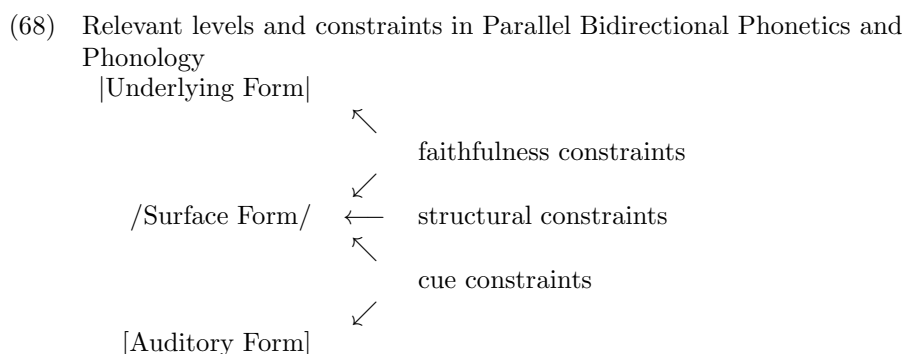 (68) Relevant levels and constraints in Parallel Bidirectional Phonetics and
Phonology
|Underlying Form|
faithfulness constraints
/Surface Form/ ← structural constraints
cue constraints
[Auditory Form]